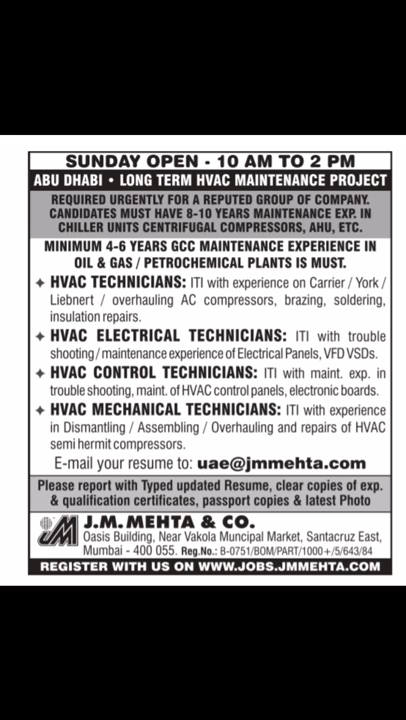 SUNDAY OPEN - 10 AM TO 2 PM
ABU DHABI • LONG TERM HVAC MAINTENANCE PROJECT
REQUIRED URGENTLY FOR A REPUTED GROUP OF COMPANY.
CANDIDATES MUST HAVE 8-10 YEARS MAINTENANCE EXP. IN
CHILLER UNITS CENTRIFUGAL COMPRESSORS, AHU, ETC.
MINIMUM 4-6 YEARS GCC MAINTENANCE EXPERIENCE IN
OIL & GAS / PETROCHEMICAL PLANTS IS MUST.
✦ HVAC TECHNICIANS: ITI with experience on Carrier / York /
Liebnert / overhauling AC compressors, brazing, soldering,
insulation repairs.
✦ HVAC ELECTRICAL TECHNICIANS: ITI with trouble
shooting / maintenance experience of Electrical Panels, VFD VSDs.
✦ HVAC CONTROL TECHNICIANS: ITI with maint. exp. in
trouble shooting, maint. of HVAC control panels, electronic boards.
✦ HVAC MECHANICAL TECHNICIANS: ITI with experience
in Dismantling / Assembling / Overhauling and repairs of HVAC
semi hermit compressors.
E-mail your resume to: uae@jmmehta.com
Please report with Typed updated Resume, clear copies of exp.
& qualification certificates, passport copies & latest Photo
JM J.M. MEHTA & CO.
Oasis Building, Near Vakola Muncipal Market, Santacruz East,
Mumbai - 400 055. Reg.No.: B-0751/BOM/PART/1000+/5/643/84
REGISTER WITH US ON WWW.JOBS.JMMEHTA.COM